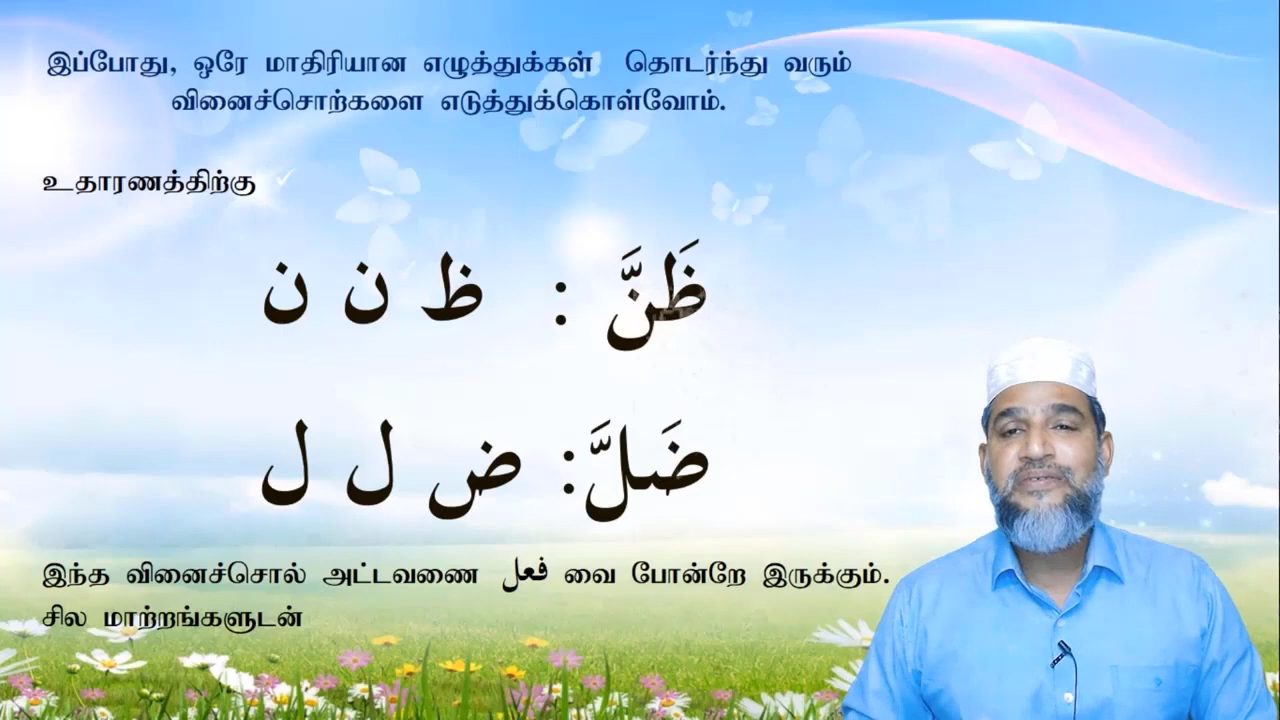 இப்போது, ஒரே மாதிரியான எழுத்துக்கள் தொடர்ந்து வரும்
வினைச்சொற்களை எடுத்துக்கொள்வோம்.
உதாரணத்திற்கு
ظَنَّ : ظ ن ن
ضَلَّ: ض ل ل
இந்த வினைச்சொல் அட்டவணை فعل வை போன்றே இருக்கும்.
சில மாற்றங்களுடன்